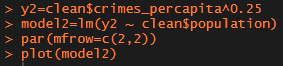 > y2=clean$crimes_percapita^0.25
> model2=lm(y2 ~ clean$population)
> par(mfrow=c(2,2))
> plot(model2)